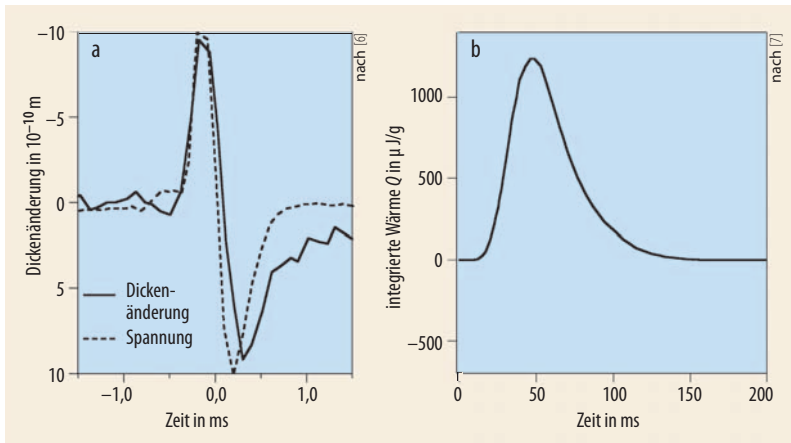 a
Dickenänderung in 10⁻¹⁰ m
−10
−5
0
5
10
Dicken-
änderung
Spannung
−1,0
0,0
1,0
Zeit in ms
nach [6]
b
integrierte Wärme Q in µ J/g
1000
500
0
−500
0
50
100
150
200
Zeit in ms
nach [7]